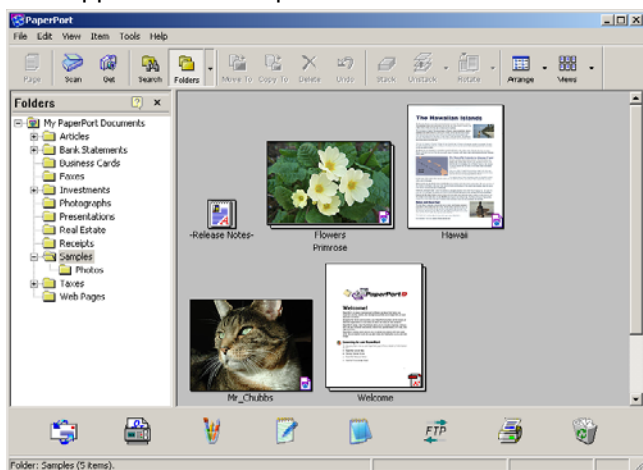 PaperPort
File Edit View Item Tools Help
Page Scan Get Search Folders Move To Copy To Delete Undo Stack Unstack Rotate Arrange Views
Folders
My PaperPort Documents
Articles
Bank Statements
Business Cards
Faxes
Investments
Photographs
Presentations
Real Estate
Receipts
Samples
Photos
Taxes
Web Pages
The Hawaiian Islands
-Release Notes-
Flowers
Primrose
Hawaii
PaperPort
Welcome!
Mr_Chubbs
Welcome
FTP
Folder: Samples (5 items).